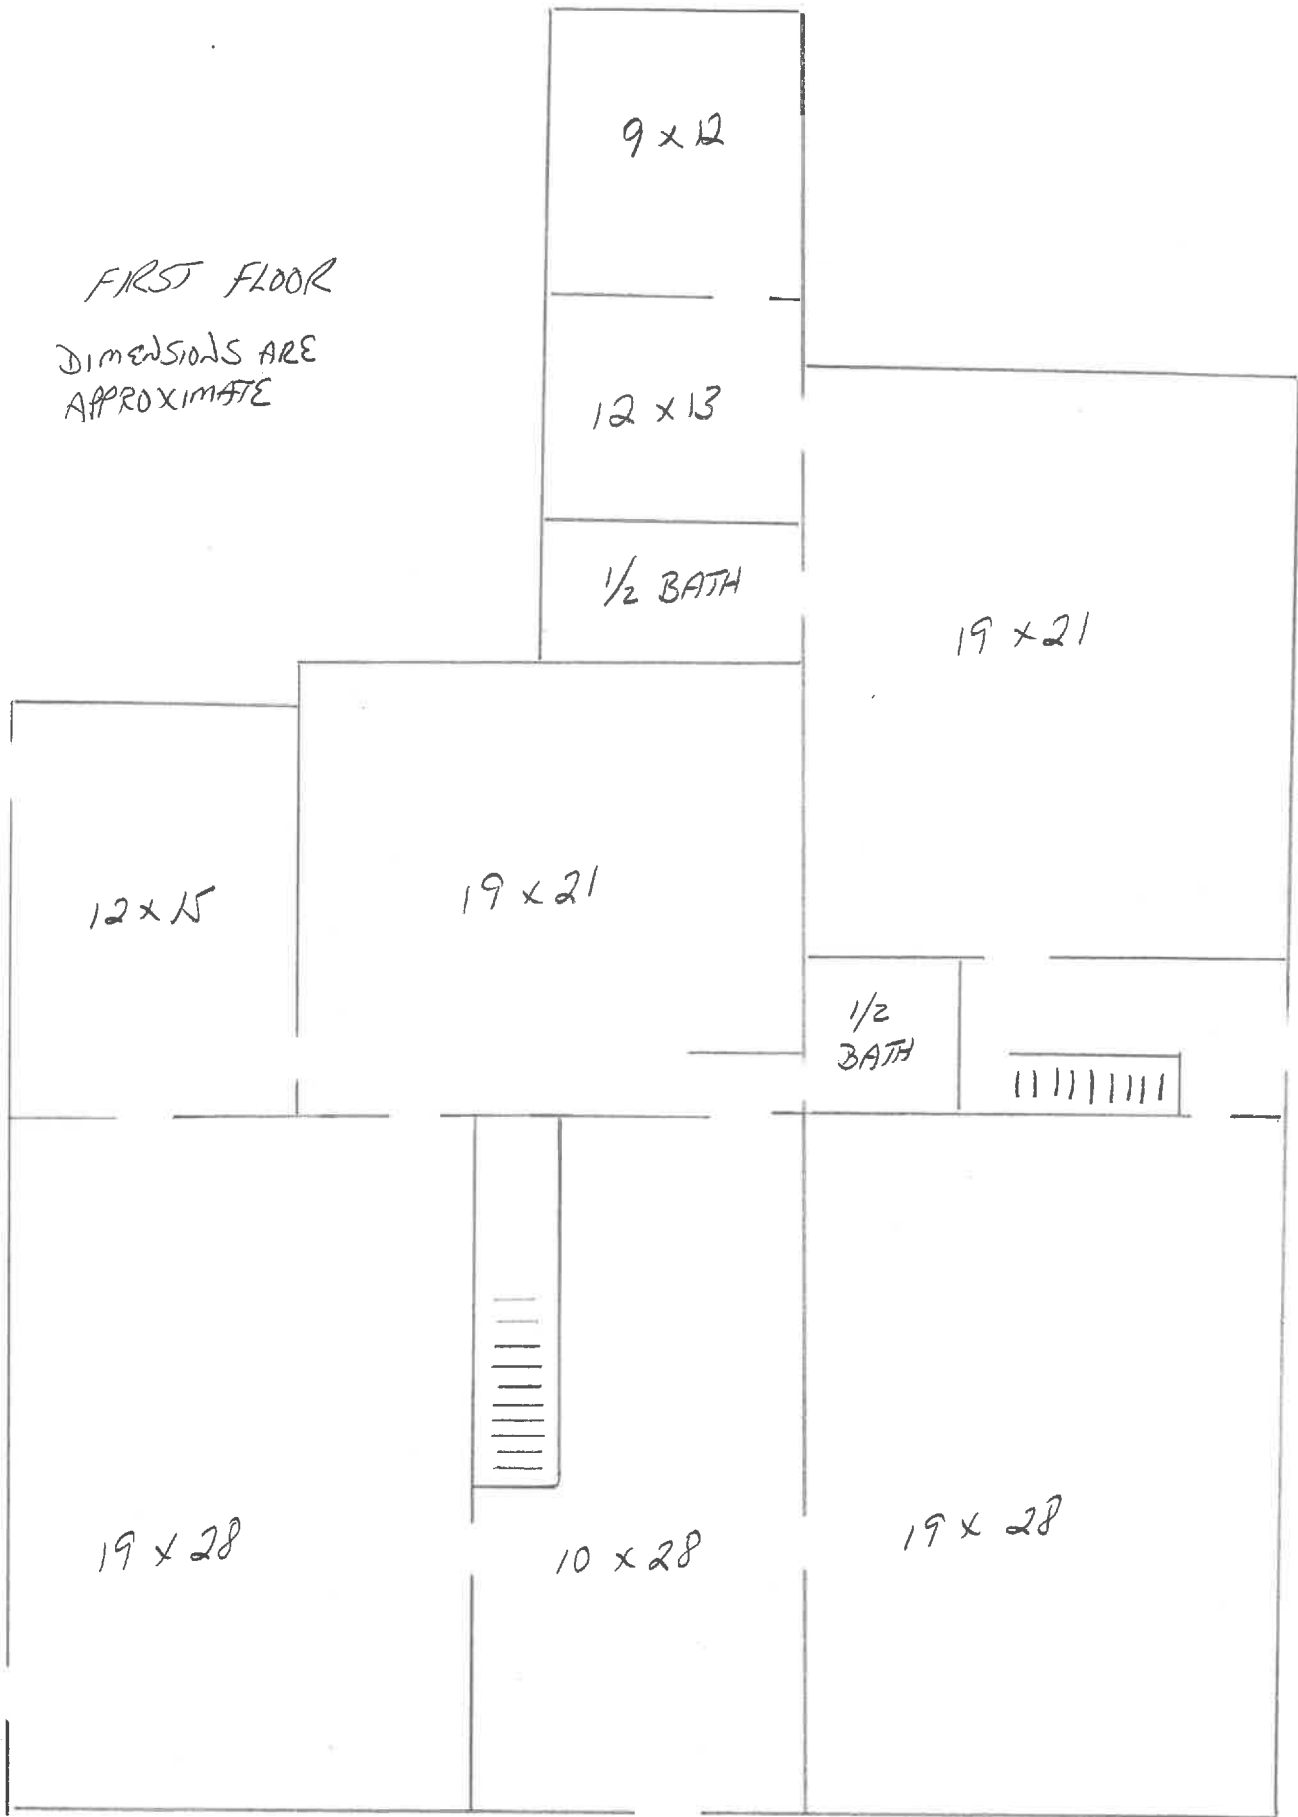 9 x 12
FIRST FLOOR
DIMENSIONS ARE
APPROXIMATE
12 x 13
1/2 BATH
19 x 21
12 x 15
19 x 21
1/2
BATH
19 x 28
10 x 28
19 x 28